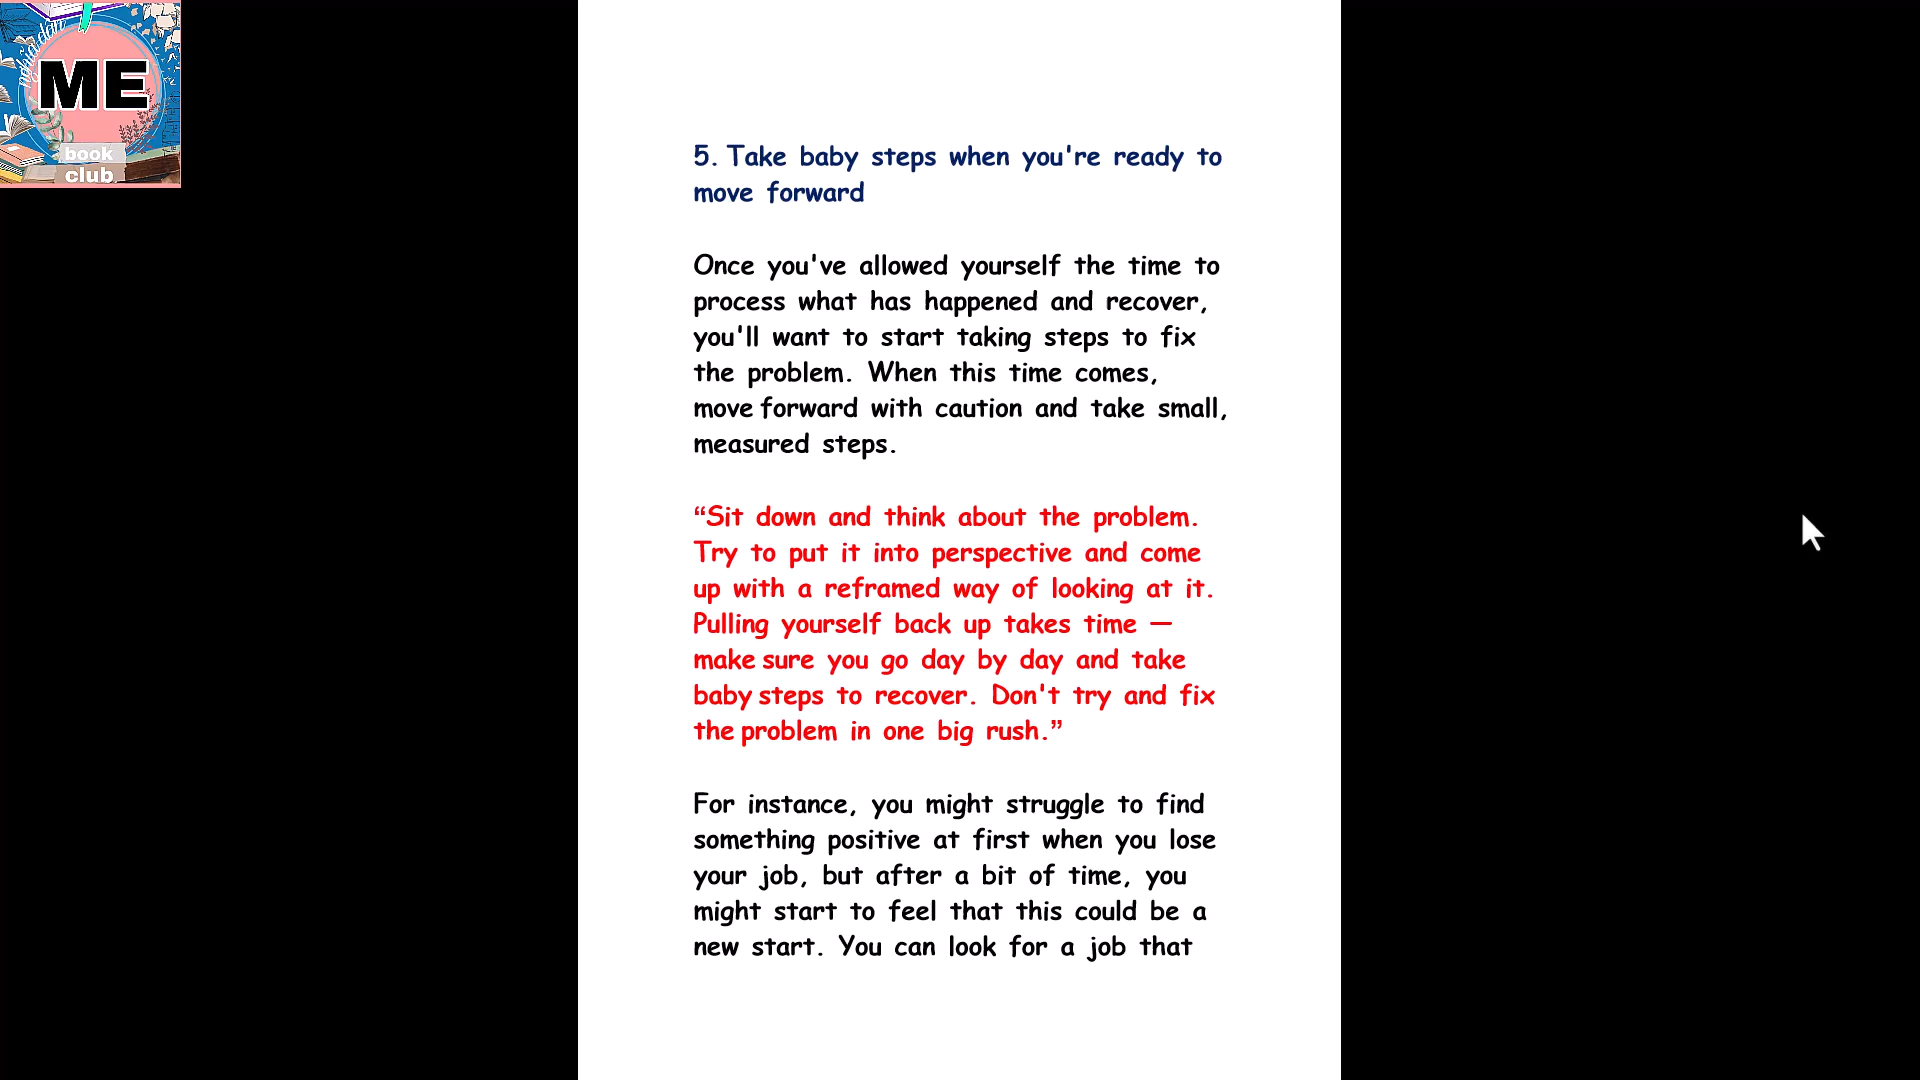 ME
book
club
5. Take baby steps when you're ready to
move forward
Once you've allowed yourself the time to
process what has happened and recover,
you'll want to start taking steps to fix
the problem. When this time comes,
move forward with caution and take small,
measured steps.
“Sit down and think about the problem.
Try to put it into perspective and come
up with a reframed way of looking at it.
Pulling yourself back up takes time —
make sure you go day by day and take
baby steps to recover. Don't try and fix
the problem in one big rush.”
For instance, you might struggle to find
something positive at first when you lose
your job, but after a bit of time, you
might start to feel that this could be a
new start. You can look for a job that